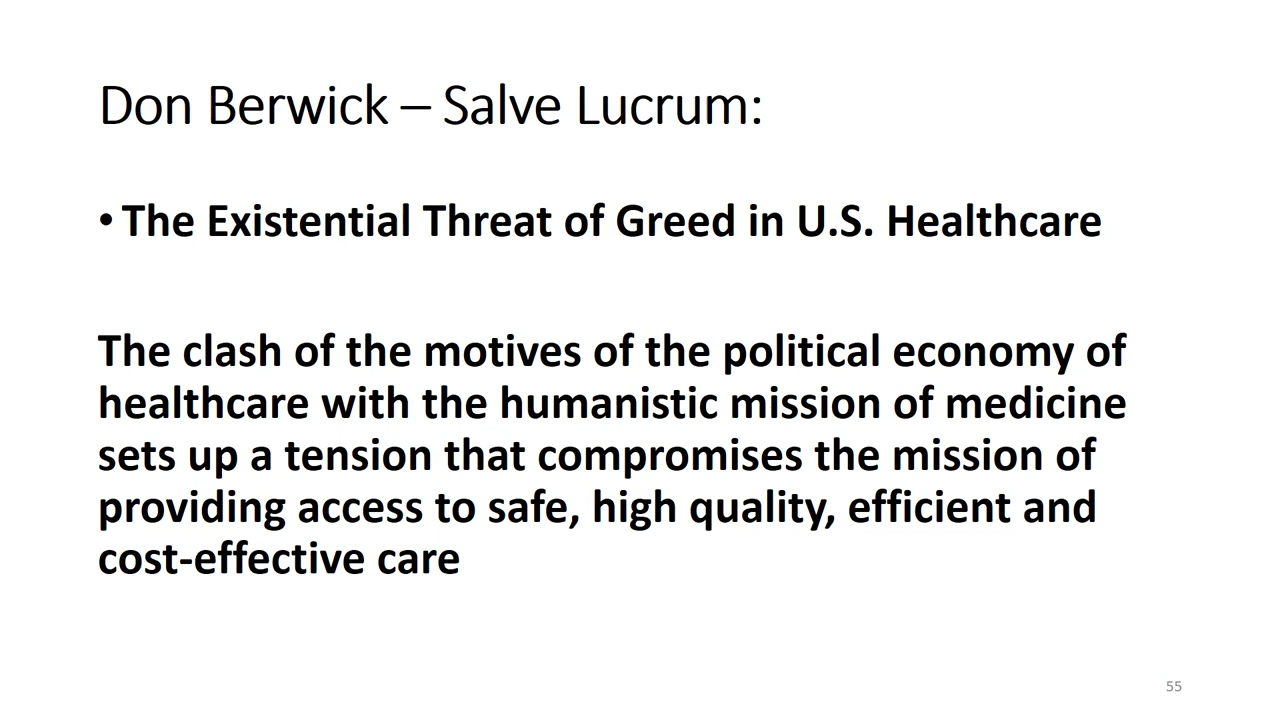 Don Berwick – Salve Lucrum:
• The Existential Threat of Greed in U.S. Healthcare
The clash of the motives of the political economy of
healthcare with the humanistic mission of medicine
sets up a tension that compromises the mission of
providing access to safe, high quality, efficient and
cost-effective care
55